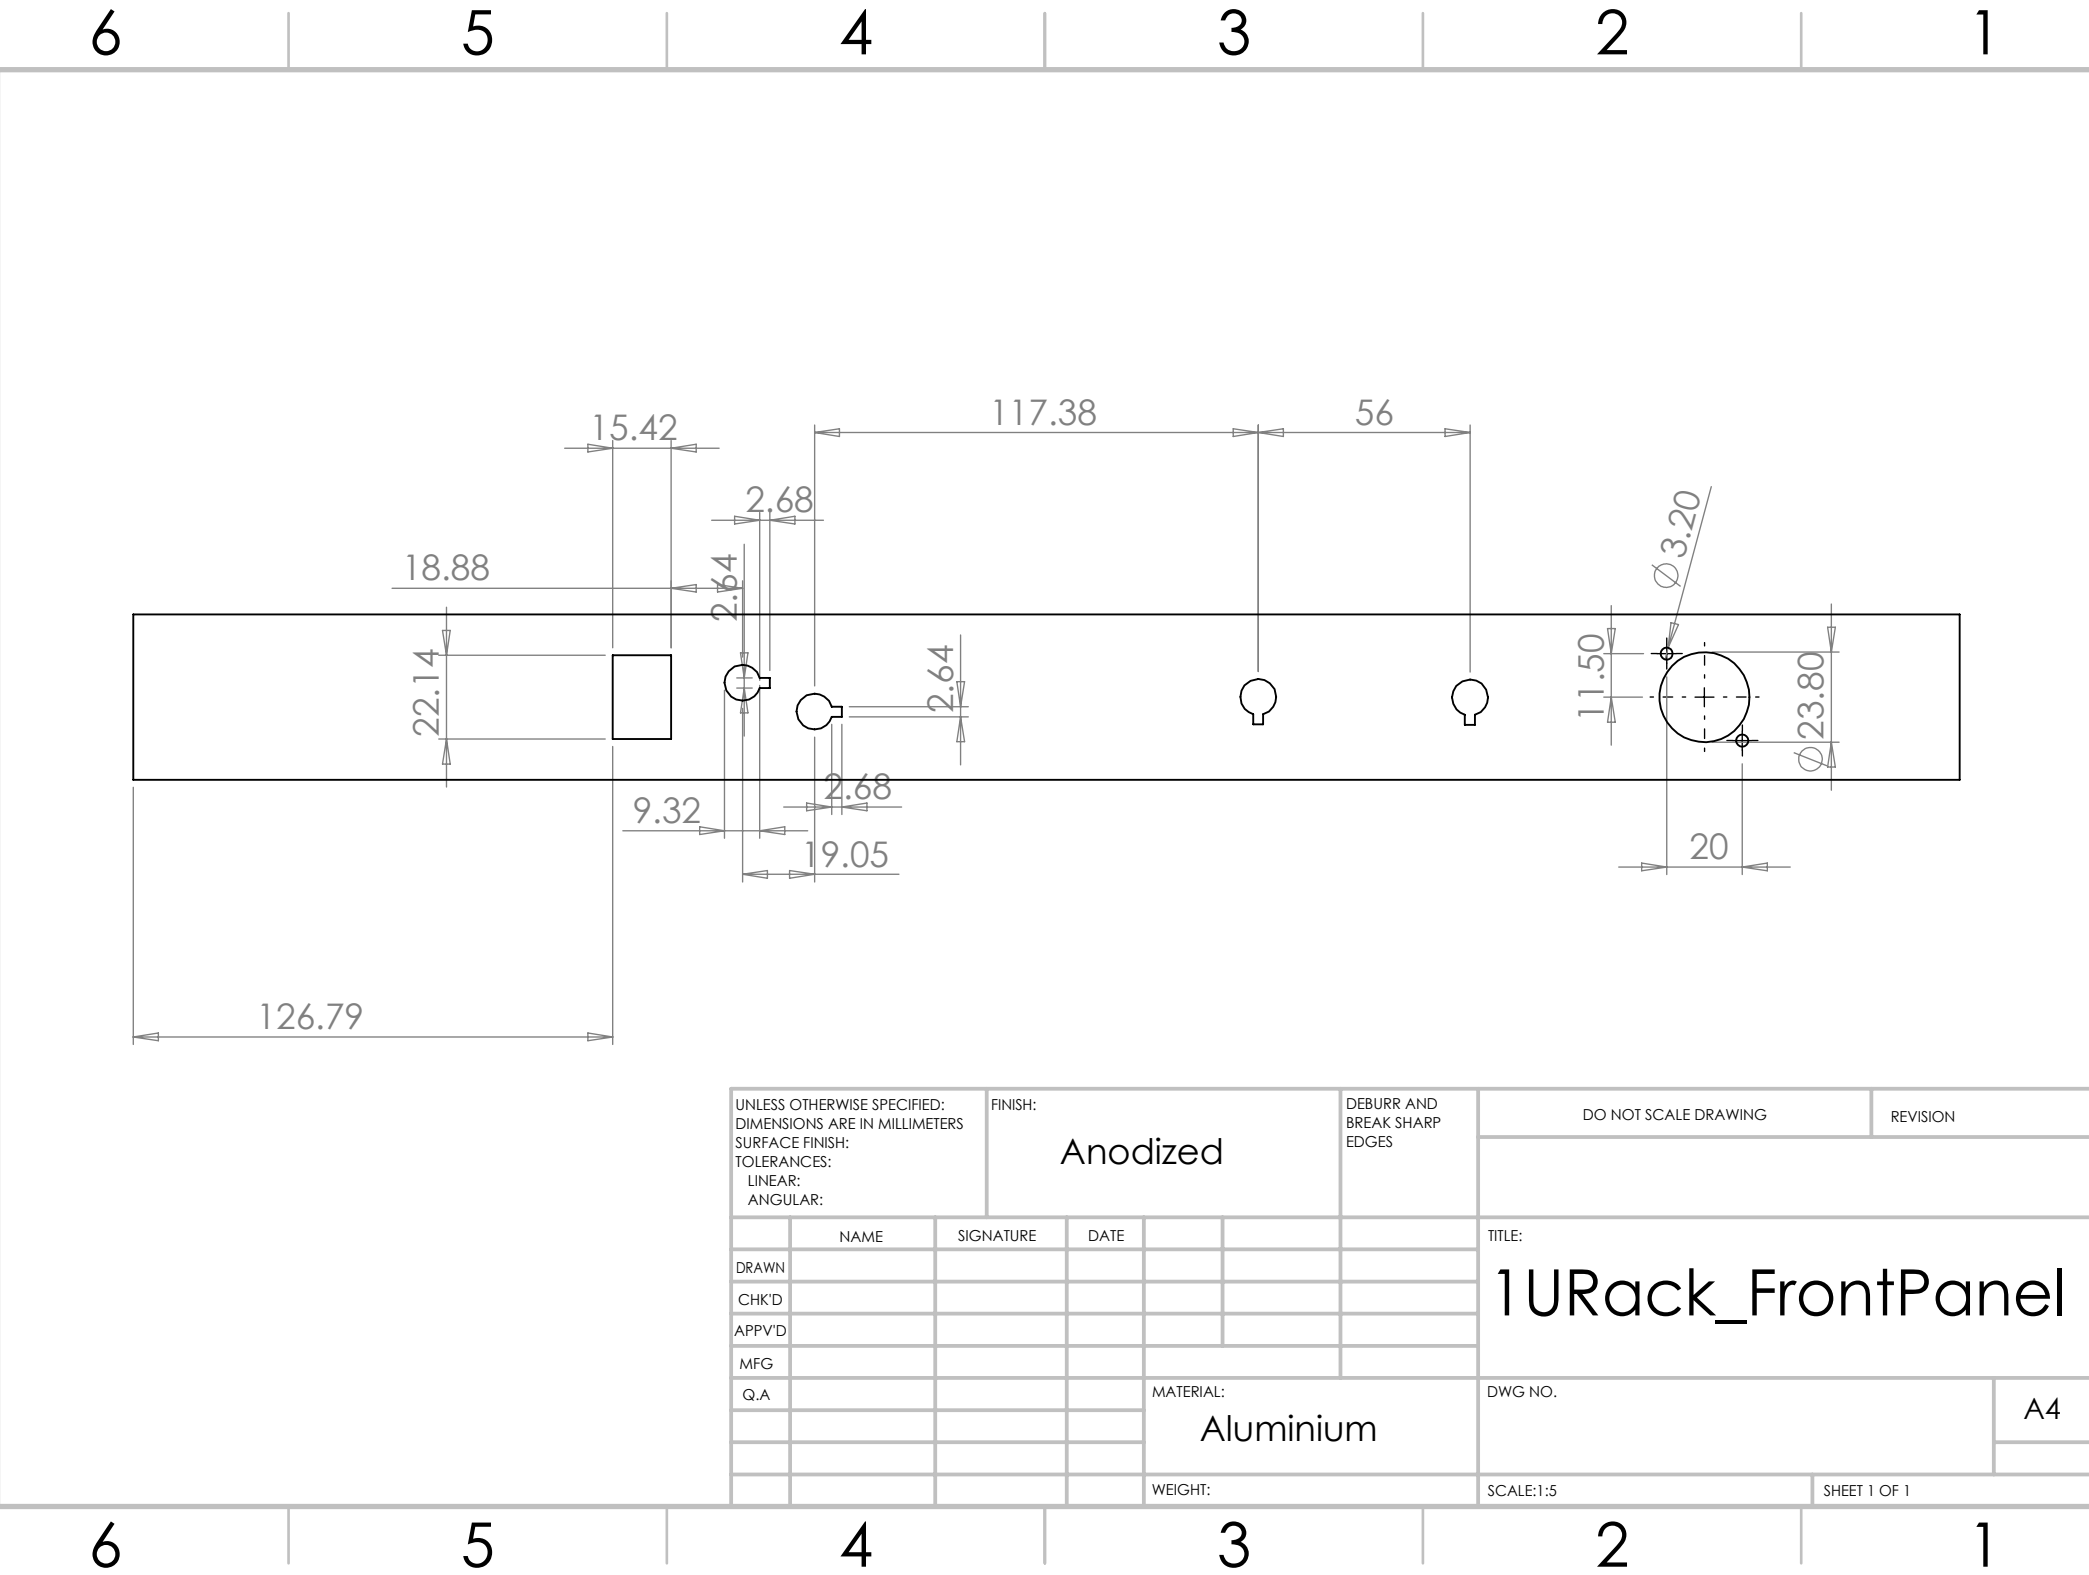 6 5 4 3 2 1
117.38 56
15.42
2.68
Ø 3.20
18.88
2.64
22.14
2.64
11.50
Ø 23.80
2.68
9.32
19.05
20
126.79
UNLESS OTHERWISE SPECIFIED:
DIMENSIONS ARE IN MILLIMETERS
SURFACE FINISH:
TOLERANCES:
LINEAR:
ANGULAR:
FINISH:
Anodized
DEBURR AND
BREAK SHARP
EDGES
DO NOT SCALE DRAWING
REVISION
NAME SIGNATURE DATE
DRAWN
CHK'D
APPV'D
MFG
Q.A
TITLE:
1URack_FrontPanel
MATERIAL:
Aluminium
DWG NO.
A4
WEIGHT:
SCALE:1:5
SHEET 1 OF 1
6 5 4 3 2 1